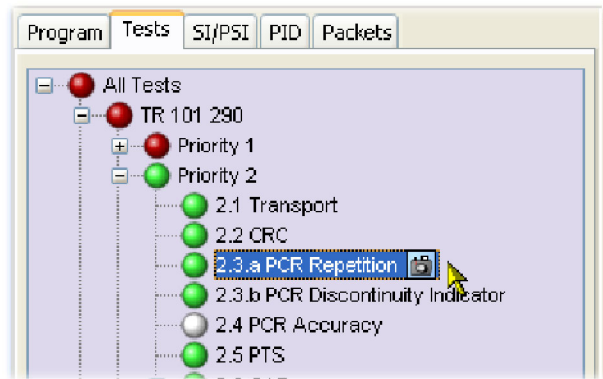 Program Tests SI/PSI PID Packets
All Tests
TR 101 290
Priority 1
Priority 2
2.1 Transport
2.2 CRC
2.3.a PCR Repetition
2.3.b PCR Discontinuity Indicator
2.4 PCR Accuracy
2.5 PTS